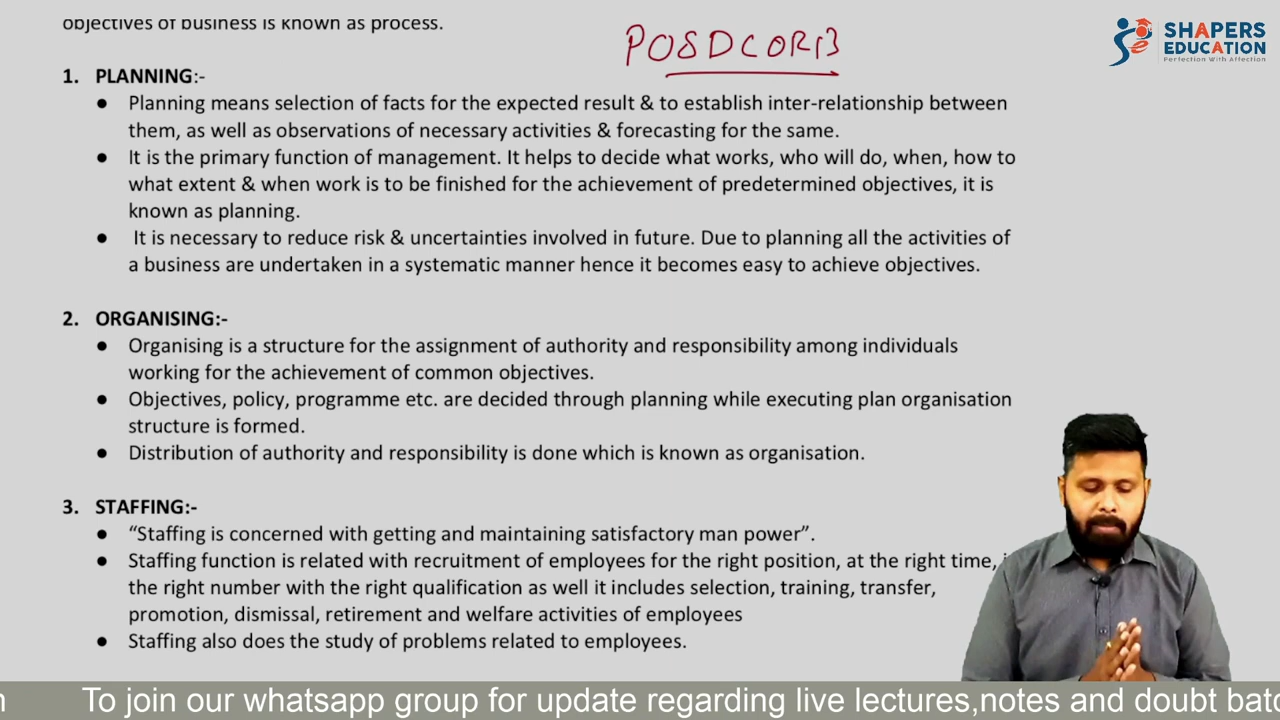 objectives of business is known as process.
POSDCORB
SHAPERS
EDUCATION
Perfection With Affection
1. PLANNING:-
● Planning means selection of facts for the expected result & to establish inter-relationship between
them, as well as observations of necessary activities & forecasting for the same.
● It is the primary function of management. It helps to decide what works, who will do, when, how to
what extent & when work is to be finished for the achievement of predetermined objectives, it is
known as planning.
● It is necessary to reduce risk & uncertainties involved in future. Due to planning all the activities of
a business are undertaken in a systematic manner hence it becomes easy to achieve objectives.
2. ORGANISING:-
● Organising is a structure for the assignment of authority and responsibility among individuals
working for the achievement of common objectives.
● Objectives, policy, programme etc. are decided through planning while executing plan organisation
structure is formed.
● Distribution of authority and responsibility is done which is known as organisation.
3. STAFFING:-
● “Staffing is concerned with getting and maintaining satisfactory man power”.
● Staffing function is related with recruitment of employees for the right position, at the right time,
the right number with the right qualification as well it includes selection, training, transfer,
promotion, dismissal, retirement and welfare activities of employees
● Staffing also does the study of problems related to employees.
To join our whatsapp group for update regarding live lectures,notes and doubt